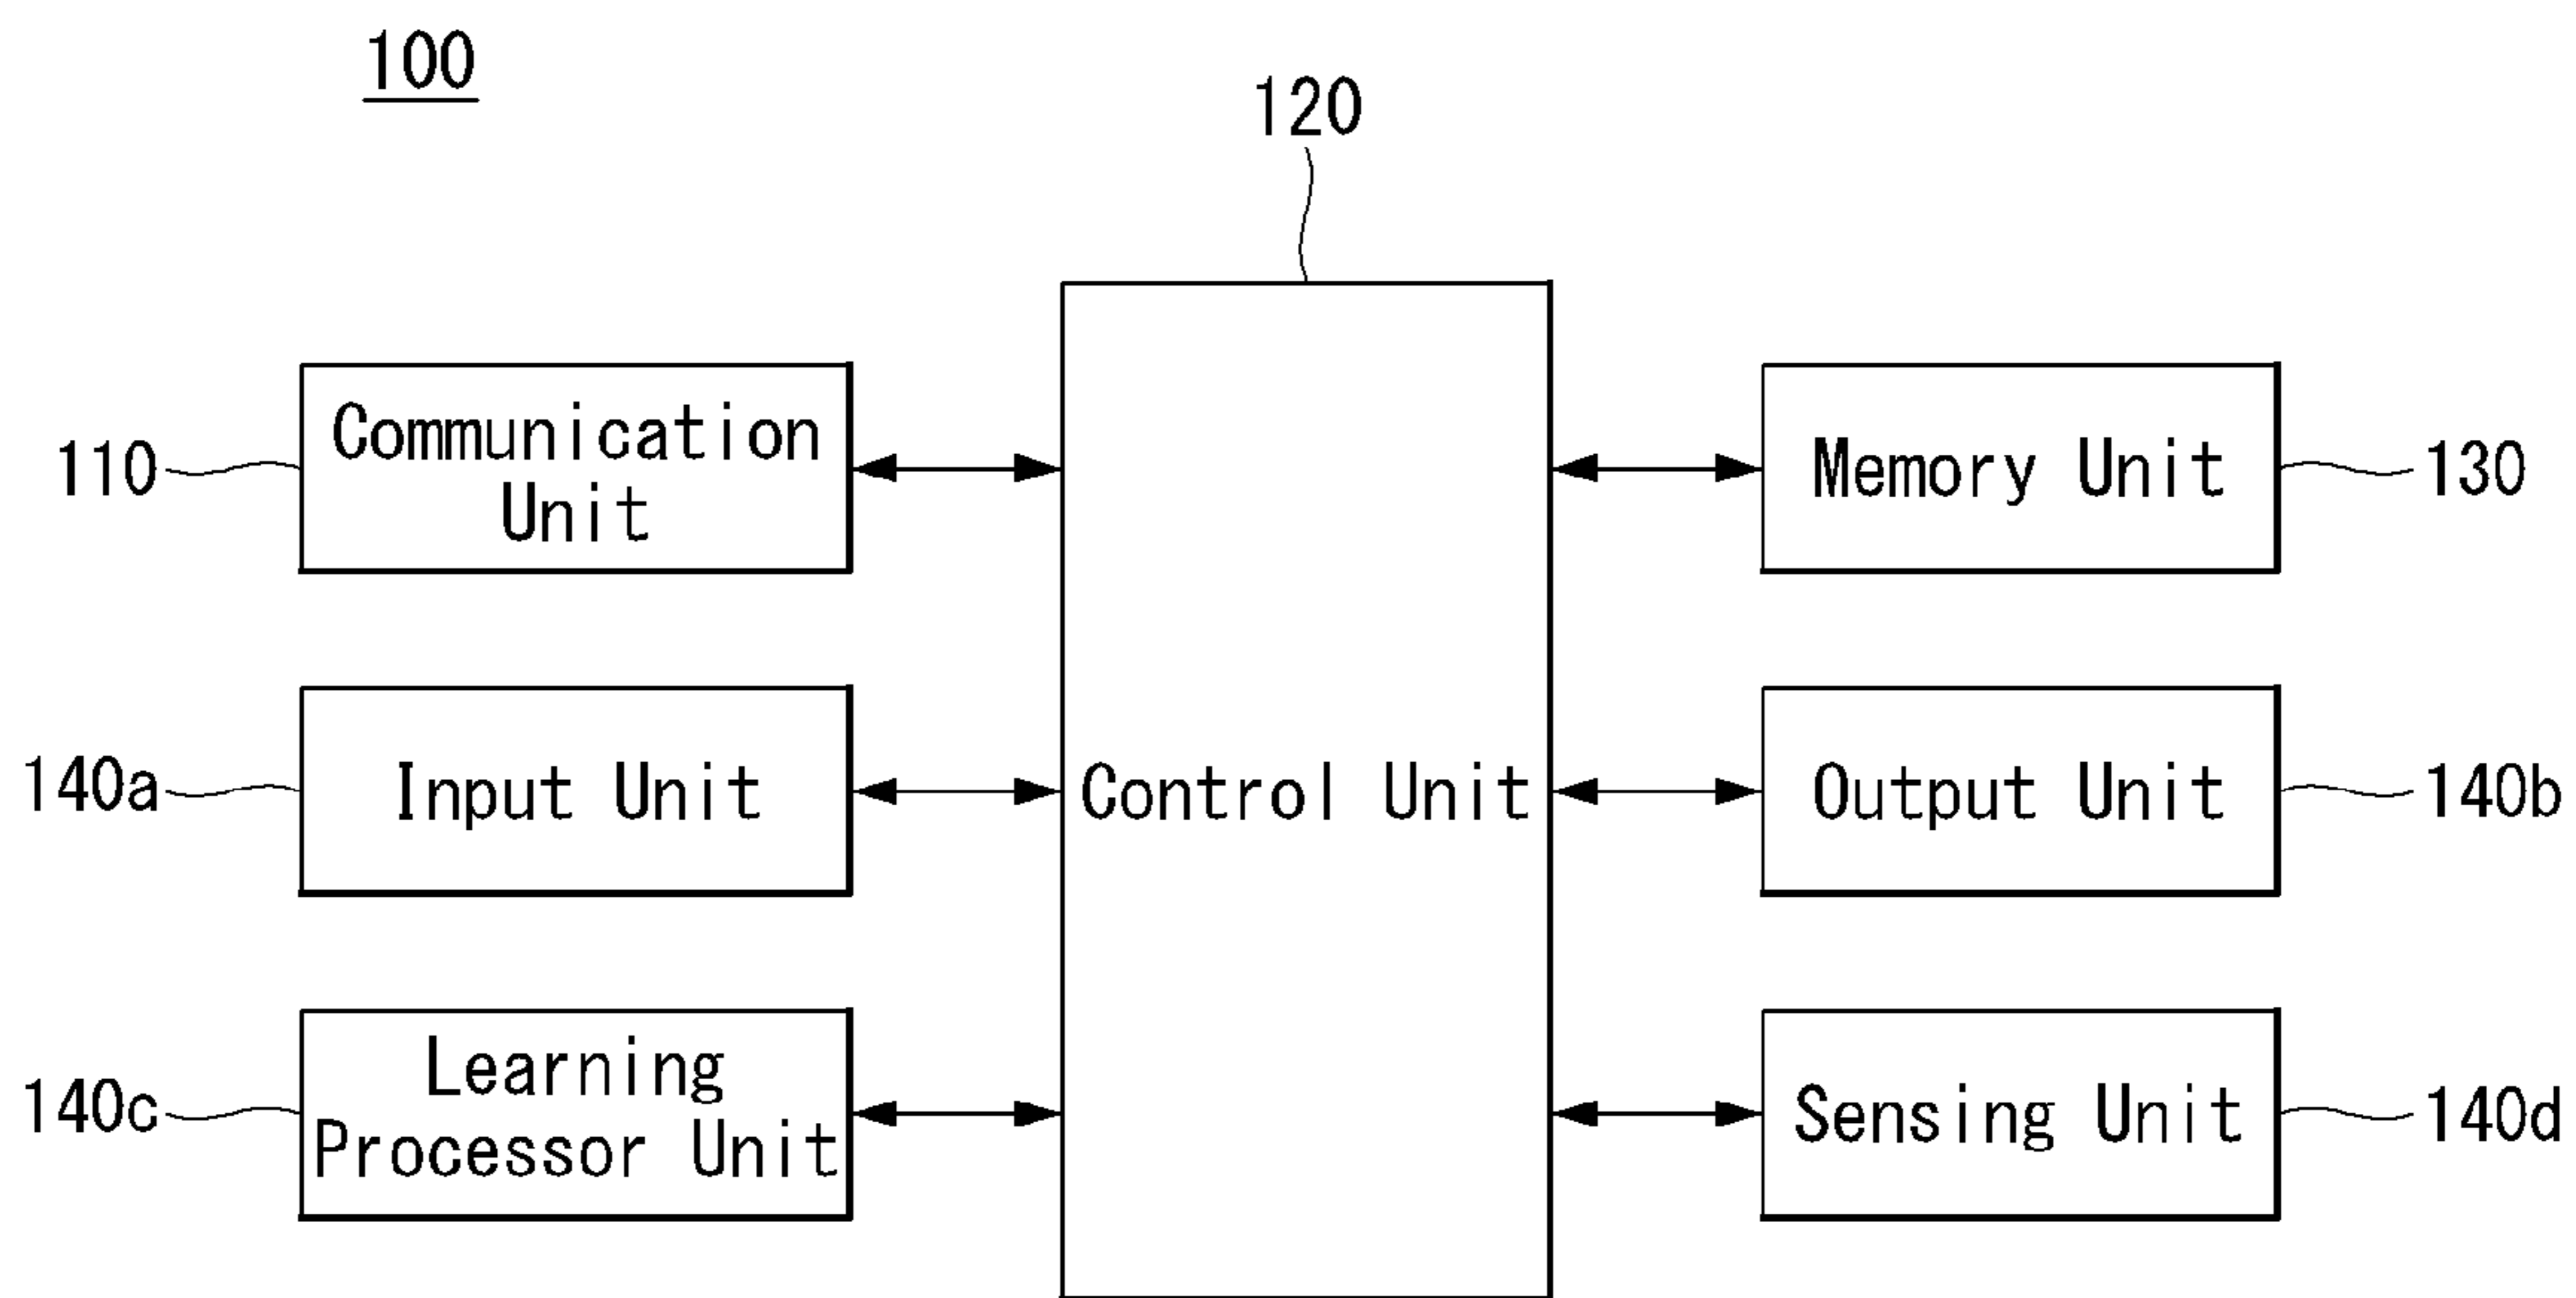 100
120
110
Communication
Unit
Memory Unit
130
140a
Input Unit
Control Unit
Output Unit
140b
140c
Learning
Processor Unit
Sensing Unit
140d